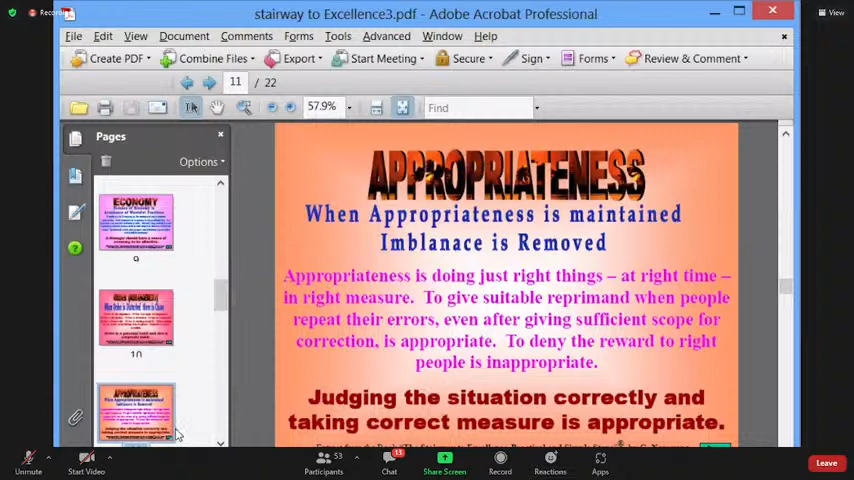 Recording
stairway to Excellence3.pdf - Adobe Acrobat Professional
View
File Edit View Document Comments Forms Tools Advanced Window Help
Create PDF Combine Files Export Start Meeting Secure Sign Forms Review & Comment
11 / 22
57.9% Find
Pages
Options
ECONOMY
9
10
APPROPRIATENESS
APPROPRIATENESS
When Appropriateness is maintained
Imblanace is Removed
Appropriateness is doing just right things – at right time –
in right measure. To give suitable reprimand when people
repeat their errors, even after giving sufficient scope for
correction, is appropriate. To deny the reward to right
people is inappropriate.
Judging the situation correctly and
taking correct measure is appropriate.
Unmute Start Video Participants 53 Chat 13 Share Screen Record Reactions Apps Leave